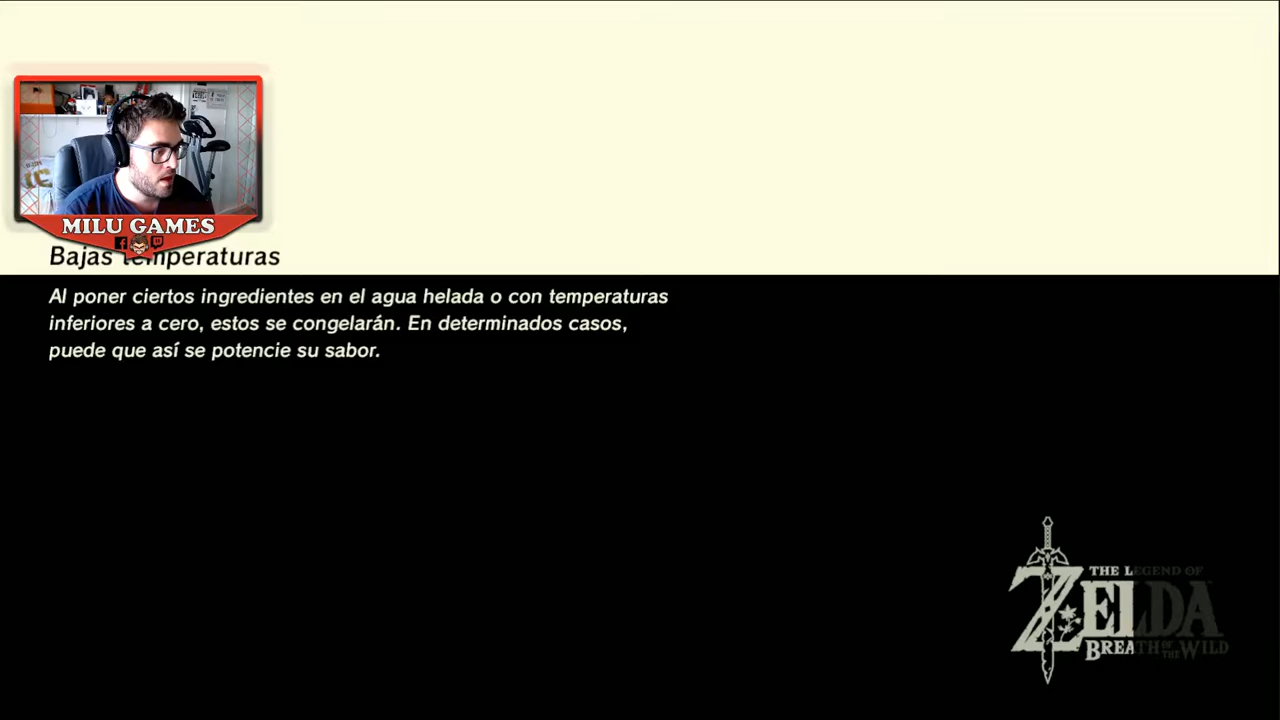 MILU GAMES
Bajas temperaturas
Al poner ciertos ingredientes en el agua helada o con temperaturas
inferiores a cero, estos se congelarán. En determinados casos,
puede que así se potencie su sabor.
THE LEGEND OF
ZELDA
BREATH OF THE WILD